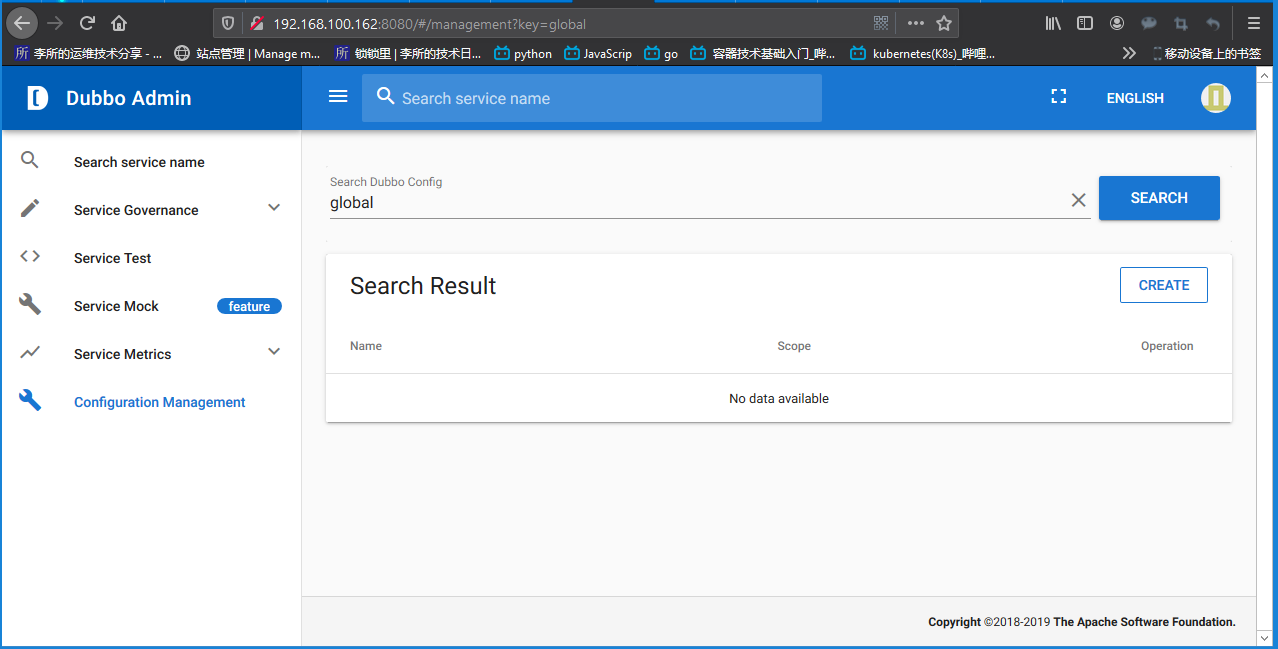 192.168.100.162:8080/#/management?key=global
所 李所的运维技术分享 - ... 站点管理 | Manage m... 所 锁锁里 | 李所的技术日... python JavaScrip go 容器技术基础入门_哔... kubernetes(K8s)_哔哩... 移动设备上的书签
Dubbo Admin
Search service name
ENGLISH
Search service name
Service Governance
Service Test
Service Mock feature
Service Metrics
Configuration Management
Search Dubbo Config
global
SEARCH
Search Result
CREATE
Name Scope Operation
No data available
Copyright ©2018-2019 The Apache Software Foundation.